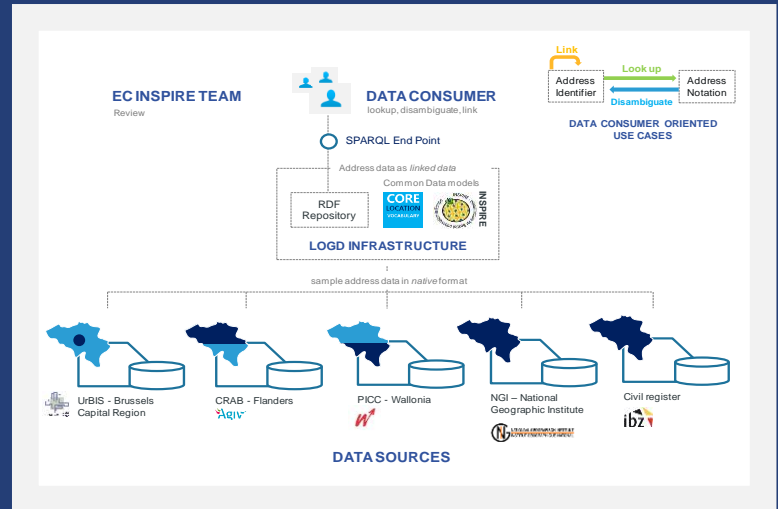 Link
Look up
Address
Identifier
Address
Notation
Disambiguate
DATA CONSUMER ORIENTED
USE CASES
EC INSPIRE TEAM
Review
DATA CONSUMER
lookup, disambiguate, link
SPARQL End Point
Address data as linked data
Common Data models
RDF
Repository
CORE
LOCATION
VOCABULARY
INSPIRE
LOGD INFRASTRUCTURE
sample address data in native format
UrBIS - Brussels
Capital Region
CRAB - Flanders
Agiv
PICC - Wallonia
NGI – National
Geographic Institute
Civil register
ibz
DATA SOURCES